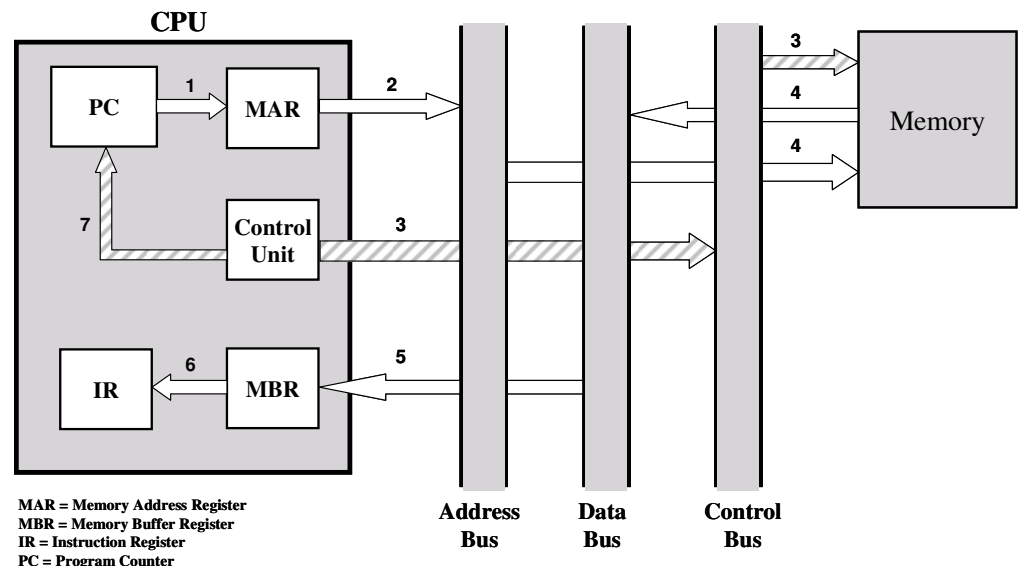 CPU
PC
1
MAR
2
3
4
4
Memory
7
Control
Unit
3
IR
6
MBR
5
MAR = Memory Address Register
MBR = Memory Buffer Register
IR = Instruction Register
PC = Program Counter
Address
Bus
Data
Bus
Control
Bus